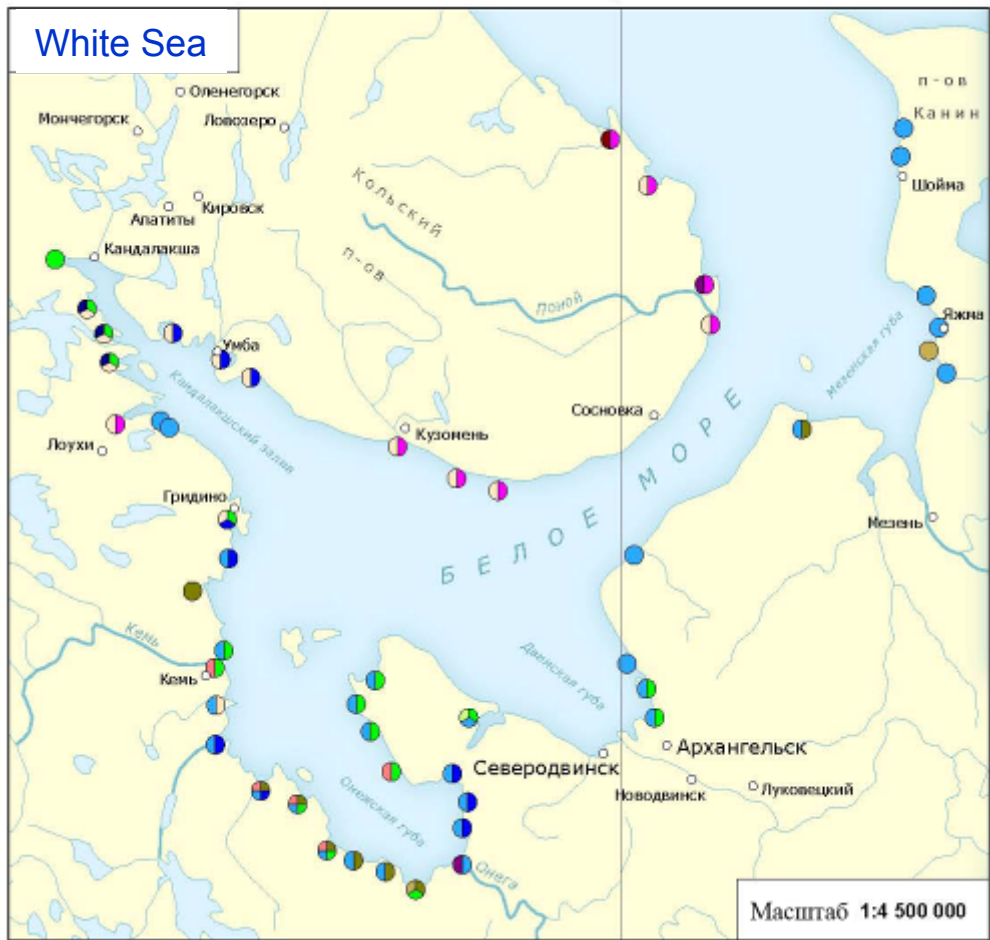 White Sea
Оленегорск
Мончегорск
Ловозеро
п-ов
Канин
Шойма
Кольский
п-ов
Кировск
Апатиты
Кандалакша
Поной
Яжма
Мезенская губа
Умба
Кандалакшский залив
Сосновка
Кузомень
Лоухи
БЕЛОЕ МОРЕ
Гридино
Мезень
Кемь
Двинская губа
Кемь
Архангельск
Северодвинск
Новодвинск
Луковецкий
Онежская губа
Онега
Масштаб 1:4 500 000